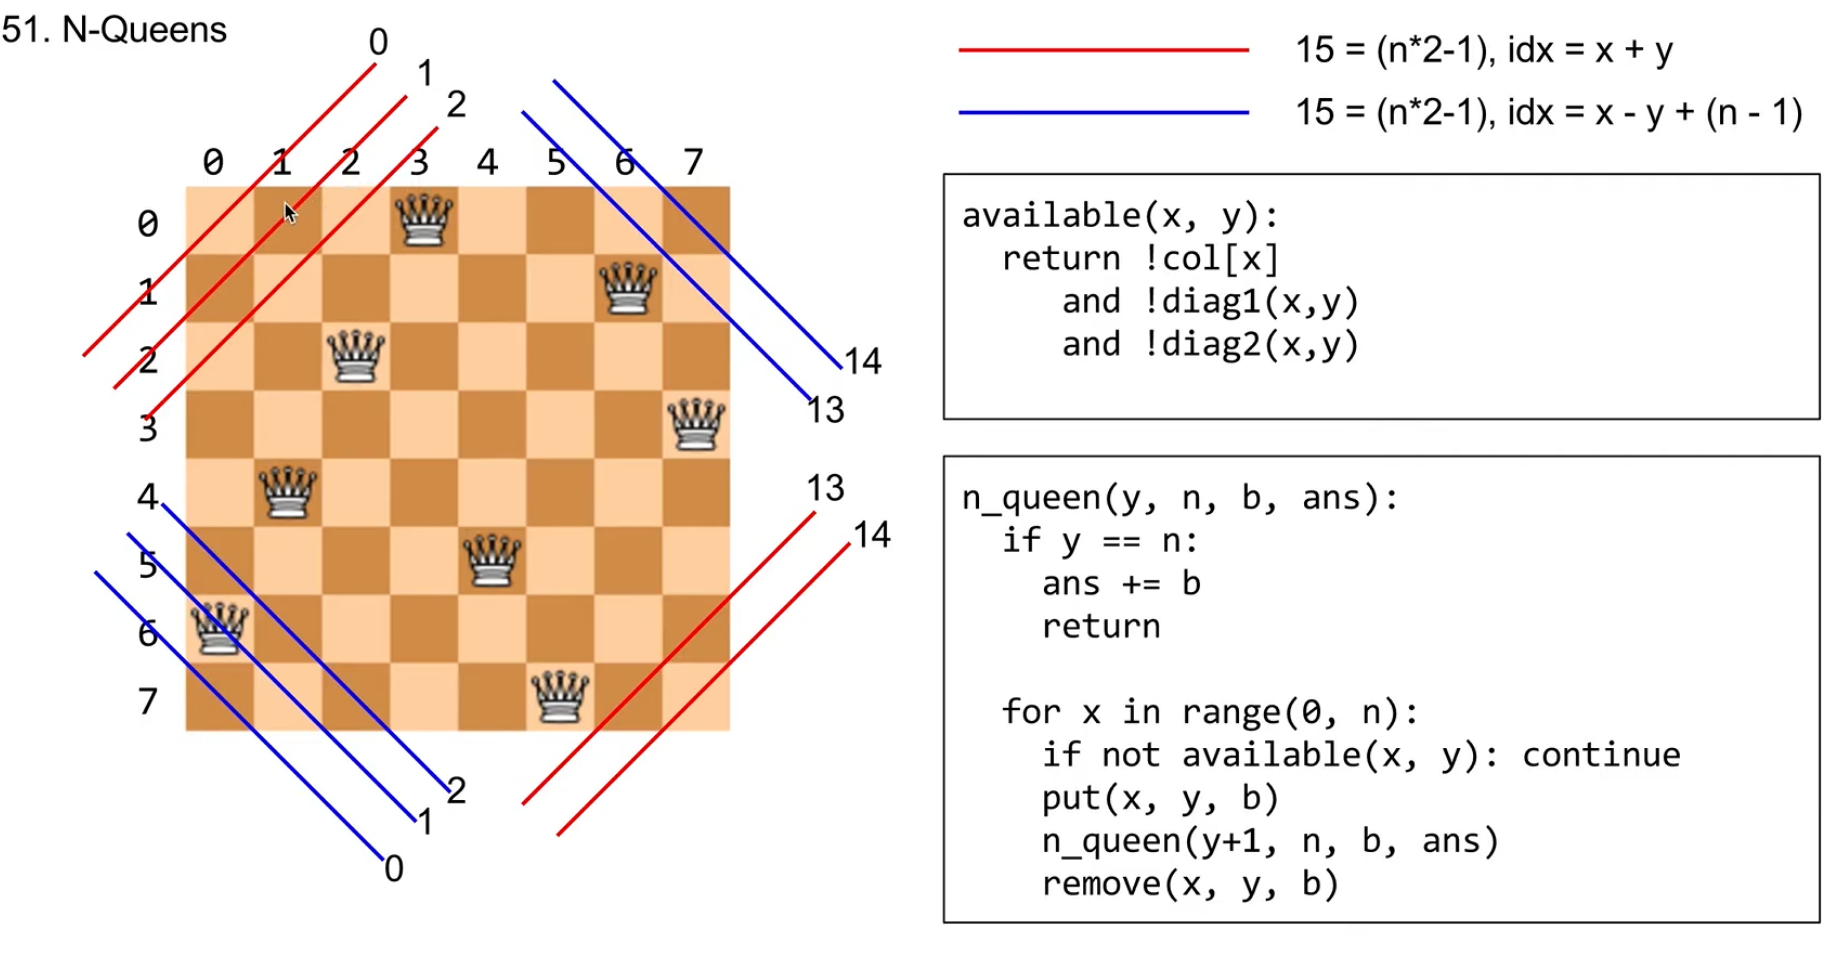 51. N-Queens
0
1
2
0 1 2 3 4 5 6 7
0
1
2
3
4
5
6
7
14
13
13
14
2
1
0
15 = (n*2-1), idx = x + y
15 = (n*2-1), idx = x - y + (n - 1)
available(x, y):
return !col[x]
and !diag1(x,y)
and !diag2(x,y)
n_queen(y, n, b, ans):
if y == n:
ans += b
return
for x in range(0, n):
if not available(x, y): continue
put(x, y, b)
n_queen(y+1, n, b, ans)
remove(x, y, b)